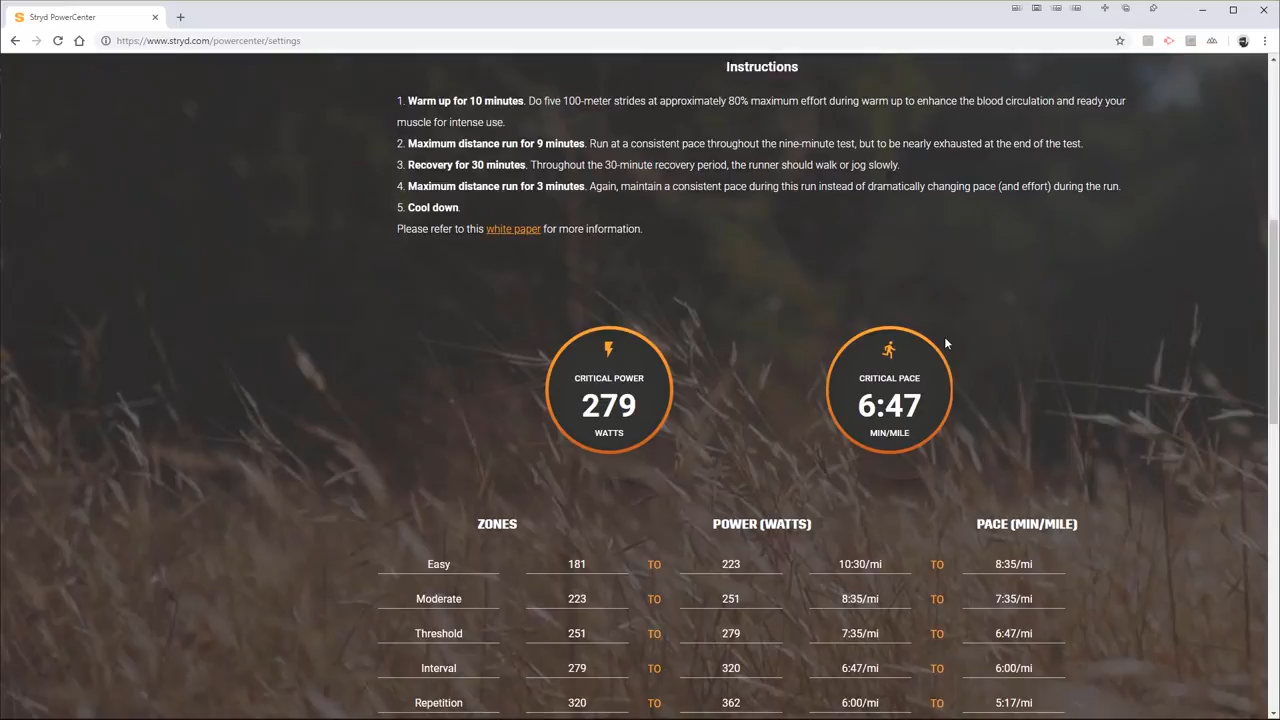 Stryd PowerCenter
https://www.stryd.com/powercenter/settings
Instructions
1. Warm up for 10 minutes. Do five 100-meter strides at approximately 80% maximum effort during warm up to enhance the blood circulation and ready your
muscle for intense use.
2. Maximum distance run for 9 minutes. Run at a consistent pace throughout the nine-minute test, but to be nearly exhausted at the end of the test.
3. Recovery for 30 minutes. Throughout the 30-minute recovery period, the runner should walk or jog slowly.
4. Maximum distance run for 3 minutes. Again, maintain a consistent pace during this run instead of dramatically changing pace (and effort) during the run.
5. Cool down.
Please refer to this white paper for more information.
CRITICAL POWER
279
WATTS
CRITICAL PACE
6:47
MIN/MILE
ZONES POWER (WATTS) PACE (MIN/MILE)
Easy 181 TO 223 10:30/mi TO 8:35/mi
Moderate 223 TO 251 8:35/mi TO 7:35/mi
Threshold 251 TO 279 7:35/mi TO 6:47/mi
Interval 279 TO 320 6:47/mi TO 6:00/mi
Repetition 320 TO 362 6:00/mi TO 5:17/mi